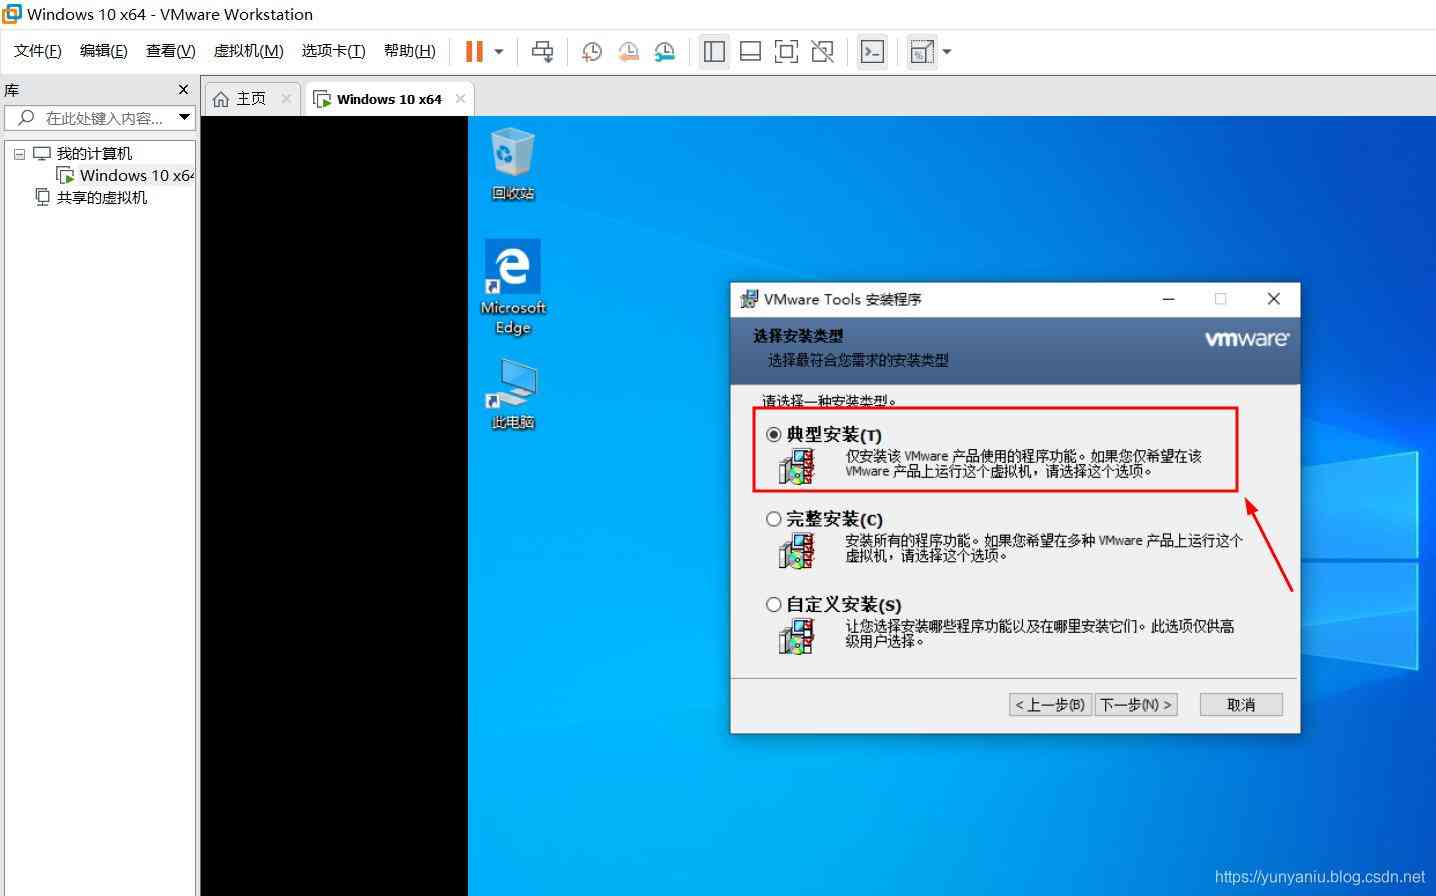 Windows 10 x64 - VMware Workstation
文件(F) 编辑(E) 查看(V) 虚拟机(M) 选项卡(T) 帮助(H)
库
在此处键入内容...
我的计算机
Windows 10 x64
共享的虚拟机
主页
Windows 10 x64
回收站
Microsoft
Edge
此电脑
VMware Tools 安装程序
选择安装类型
vmware
选择最符合您需求的安装类型
请选择一种安装类型。
典型安装(T)
仅安装该 VMware 产品使用的程序功能。如果您仅希望在该
VMware 产品上运行这个虚拟机，请选择这个选项。
完整安装(C)
安装所有的程序功能。如果您希望在多种 VMware 产品上运行这个
虚拟机，请选择这个选项。
自定义安装(S)
让您选择安装哪些程序功能以及在哪里安装它们。此选项仅供高
级用户选择。
< 上一步(B) 下一步(N) > 取消
https://yunyaniu.blog.csdn.net